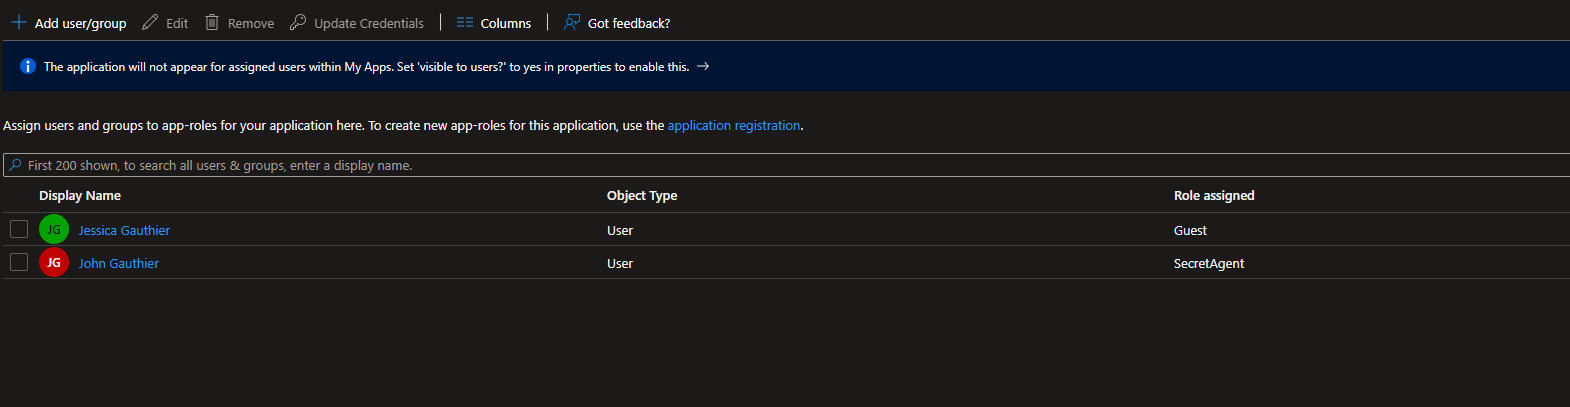 Add user/group Edit Remove Update Credentials Columns Got feedback?
The application will not appear for assigned users within My Apps. Set 'visible to users?' to yes in properties to enable this. →
Assign users and groups to app-roles for your application here. To create new app-roles for this application, use the application registration.
First 200 shown, to search all users & groups, enter a display name.
Display Name Object Type Role assigned
JG Jessica Gauthier User Guest
JG John Gauthier User SecretAgent